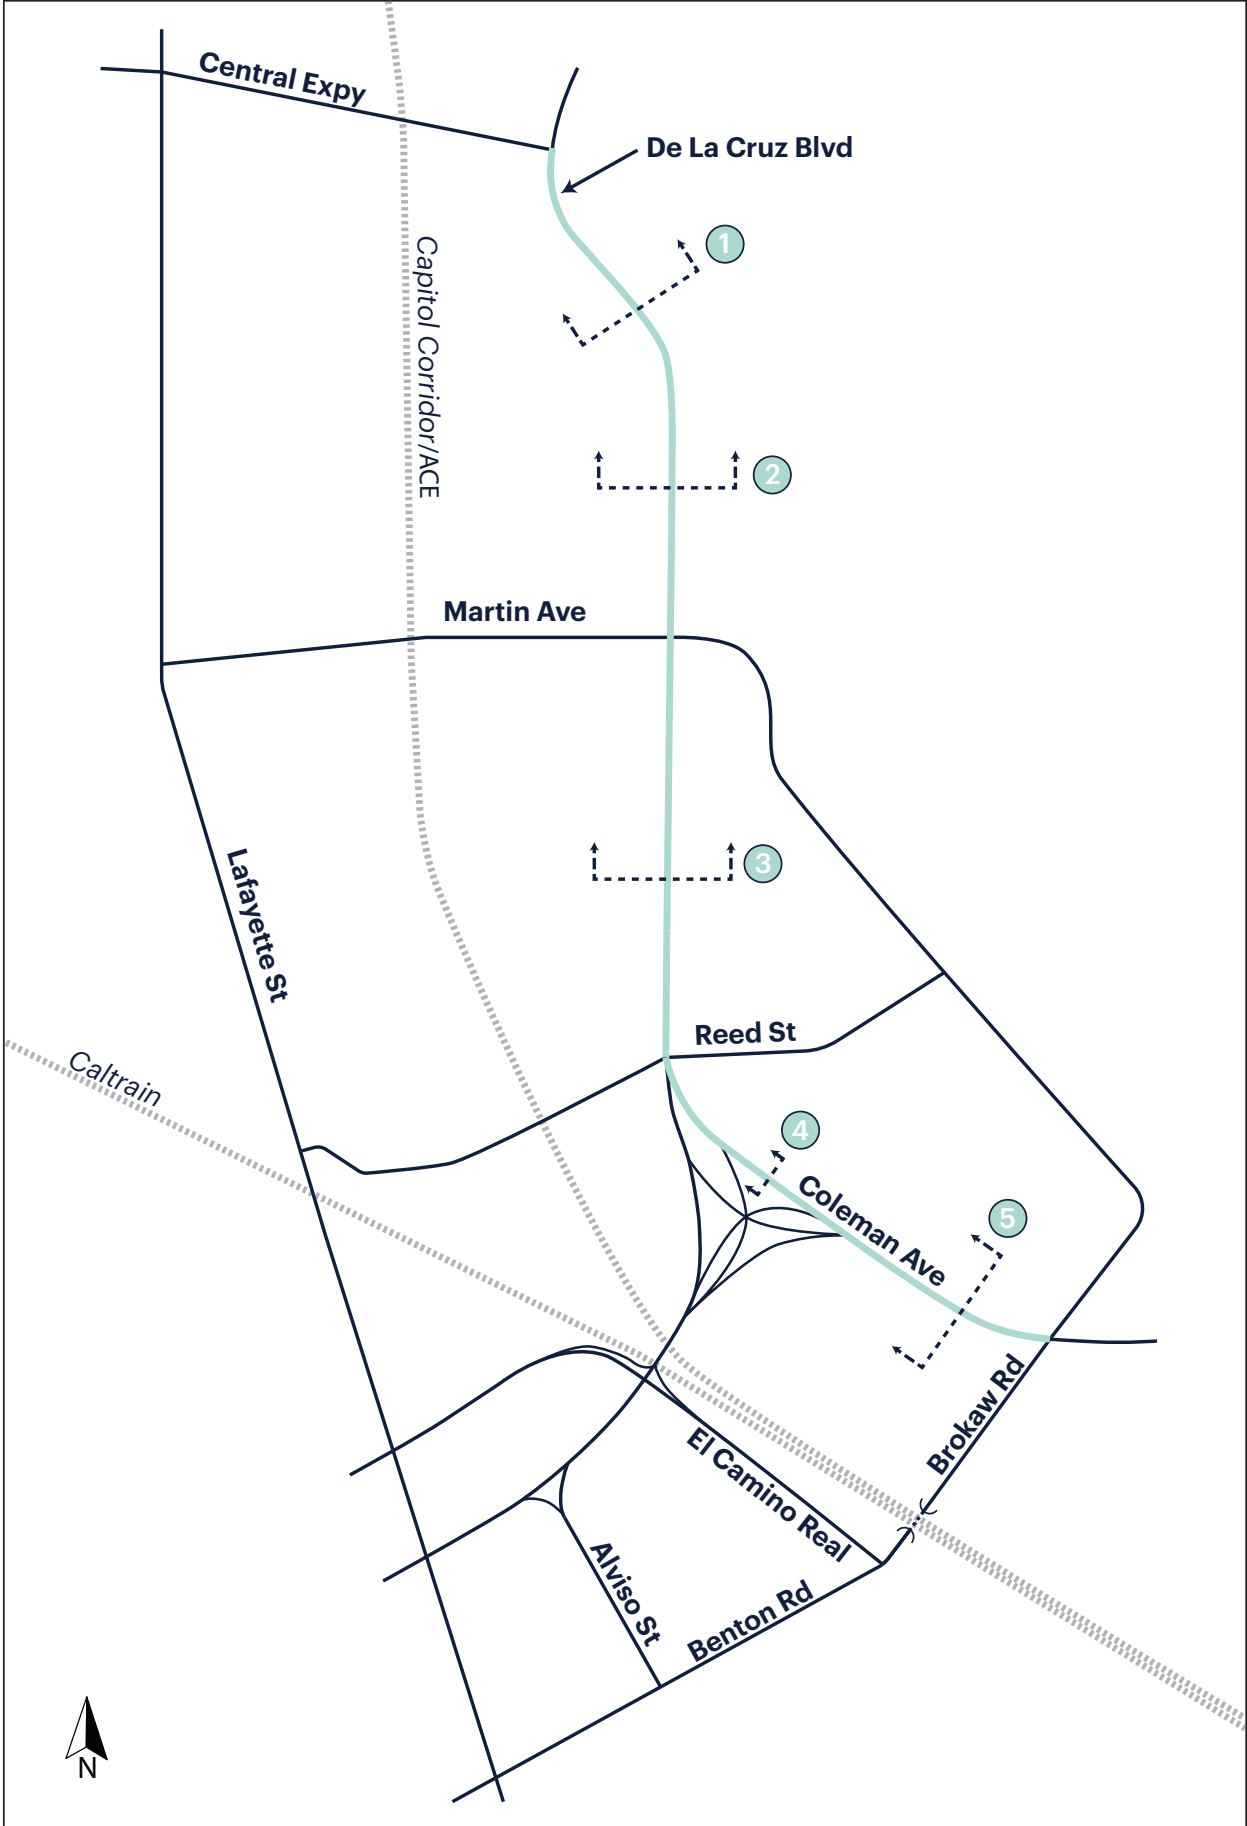 Central Expy
De La Cruz Blvd
1
Capitol Corridor/ACE
2
Martin Ave
3
Lafayette St
Reed St
Caltrain
4
Coleman Ave
5
Brokaw Rd
El Camino Real
Alviso St
Benton Rd
N